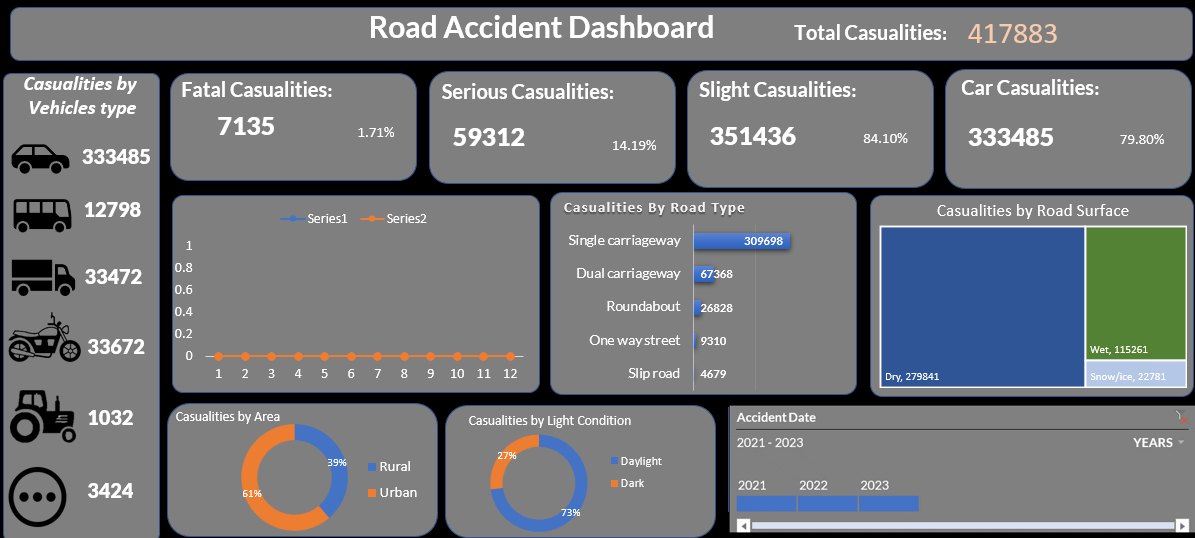 Road Accident Dashboard
Total Casualities:
417883
Casualities by
Vehicles type
333485
12798
33472
33672
1032
3424
Fatal Casualities:
7135
1.71%
Serious Casualities:
59312
14.19%
Slight Casualities:
351436
84.10%
Car Casualities:
333485
79.80%
Series1
Series2
1
0.8
0.6
0.4
0.2
0
1 2 3 4 5 6 7 8 9 10 11 12
Casualities By Road Type
Single carriageway
309698
Dual carriageway
67368
Roundabout
26828
One way street
9310
Slip road
4679
Casualities by Road Surface
Dry, 279841
Wet, 115261
Snow/ice, 22781
Casualities by Area
39%
61%
Rural
Urban
Casualities by Light Condition
27%
73%
Daylight
Dark
Accident Date
2021 - 2023
YEARS
2021 2022 2023